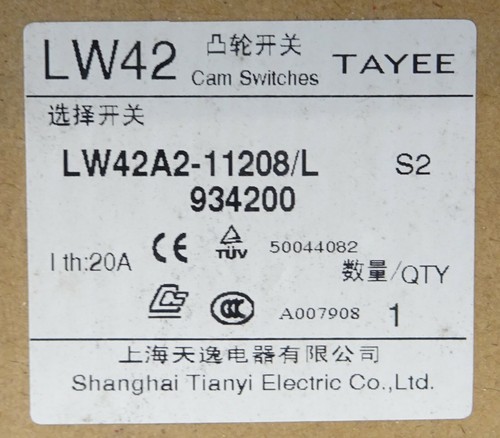 LW42 凸轮开关 TAYEE
Cam Switches
选择开关
LW42A2-11208/L S2
934200
I th:20A CE TÜV 50044082
数量/QTY
CCC A007908 1
上海天逸电器有限公司
Shanghai Tianyi Electric Co.,Ltd.